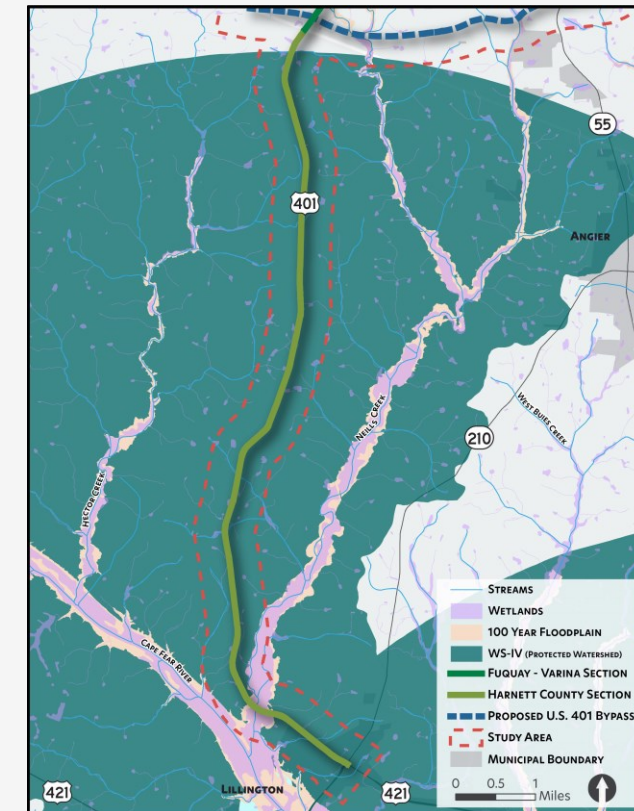 55
401
ANGIER
WEST BUIES CREEK
NEILLS CREEK
210
HECTOR CREEK
CAPE FEAR RIVER
LILLINGTON
421
421
STREAMS
WETLANDS
100 YEAR FLOODPLAIN
WS-IV (PROTECTED WATERSHED)
FUQUAY - VARINA SECTION
HARNETT COUNTY SECTION
PROPOSED U.S. 401 BYPASS
STUDY AREA
MUNICIPAL BOUNDARY
0 0.5 1
Miles